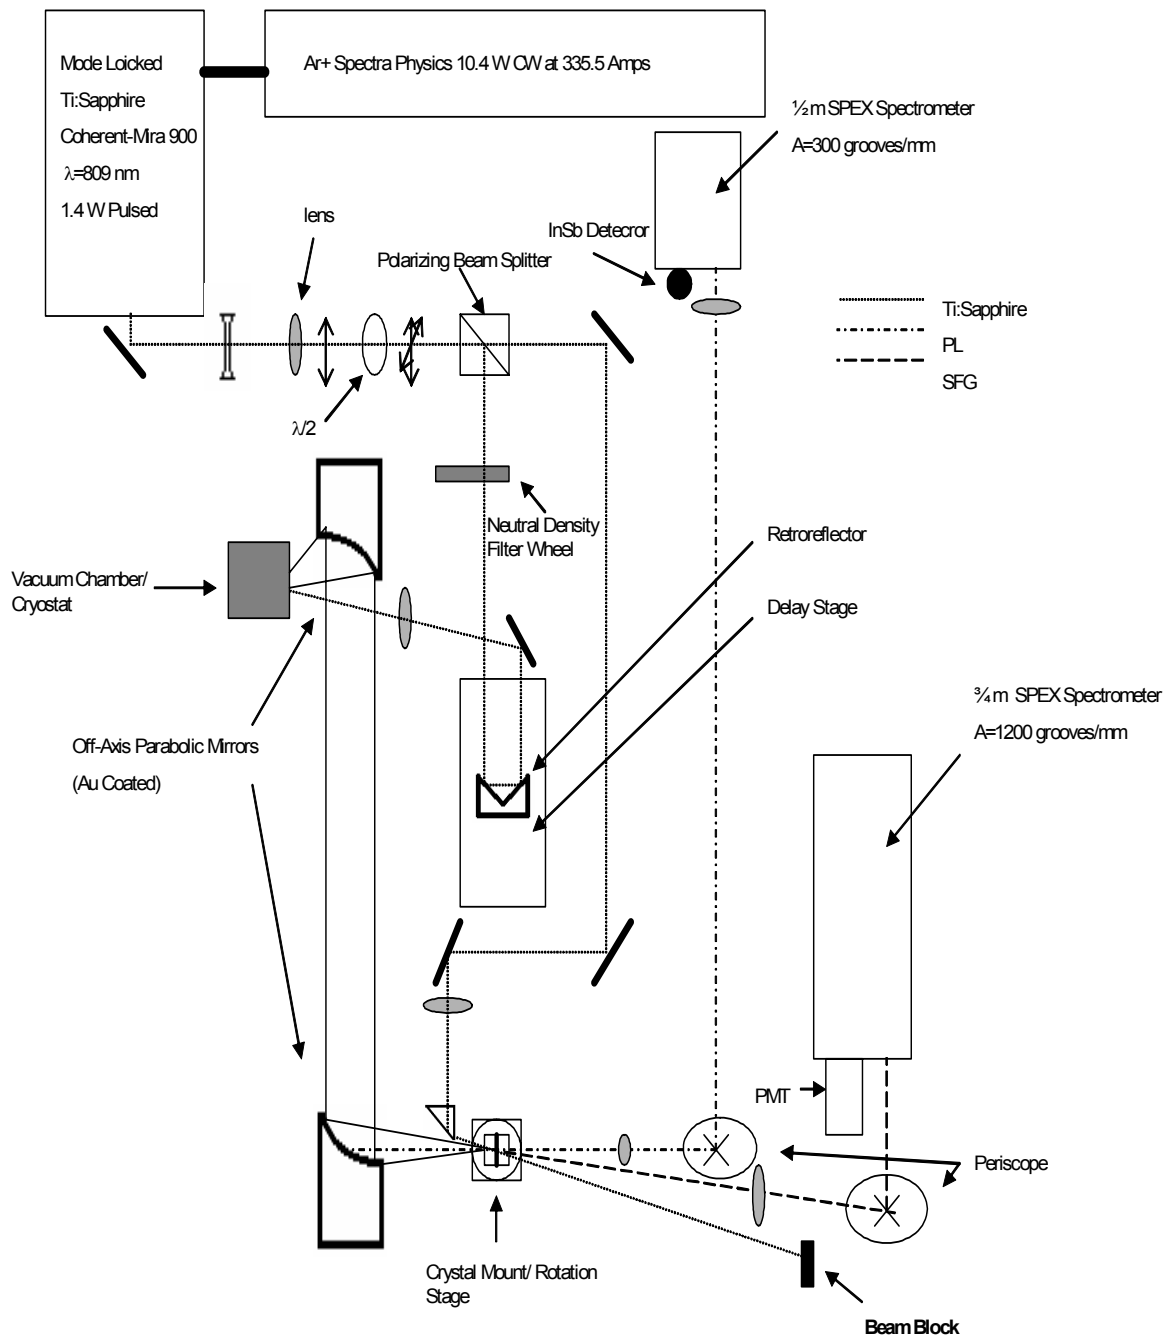 Mode Loicked
Ti:Sapphire
Coherent-Mira 900
λ=809 nm
1.4 W Pulsed
Ar+ Spectra Physics 10.4 W CW at 335.5 Amps
½ m SPEX Spectrometer
A=300 grooves/mm
lens
InSb Detecror
Polarizing Beam Splitter
Ti:Sapphire
PL
SFG
λ/2
Neutral Density
Filter Wheel
Retroreflector
Vacuum Chamber/
Cryostat
Delay Stage
¾ m SPEX Spectrometer
A=1200 grooves/mm
Off-Axis Parabolic Mirrors
(Au Coated)
PMT
Periscope
Crystal Mount/ Rotation
Stage
Beam Block